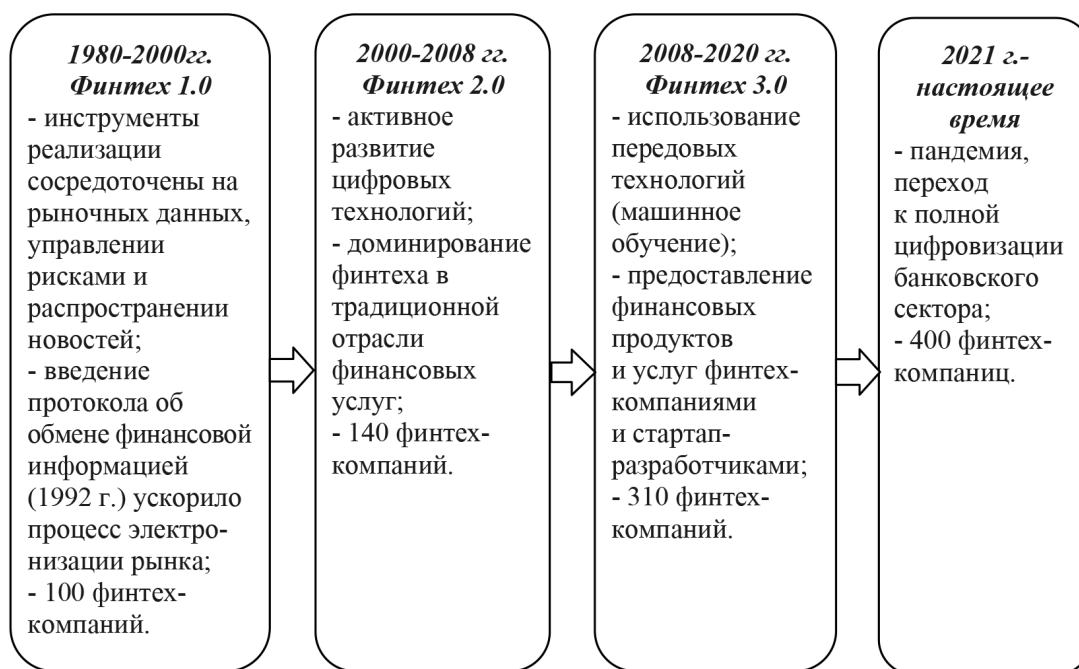 1980-2000гг.
Финтех 1.0
- инструменты
реализации
сосредоточены на
рыночных данных,
управлении
рисками и
распространении
новостей;
- введение
протокола об
обмене финансовой
информацией
(1992 г.) ускорило
процесс электро-
низации рынка;
- 100 финтех-
компаний.
2000-2008 гг.
Финтех 2.0
- активное
развитие
цифровых
технологий;
- доминирование
финтеха в
традиционной
отрасли
финансовых
услуг;
- 140 финтех-
компаний.
2008-2020 гг.
Финтех 3.0
- использование
передовых
технологий
(машинное
обучение);
- предоставление
финансовых
продуктов
и услуг финтех-
компаниями
и стартап-
разработчиками;
- 310 финтех-
компаний.
2021 г.-
настоящее
время
- пандемия,
переход
к полной
цифровизации
банковского
сектора;
- 400 финтех-
компаниц.